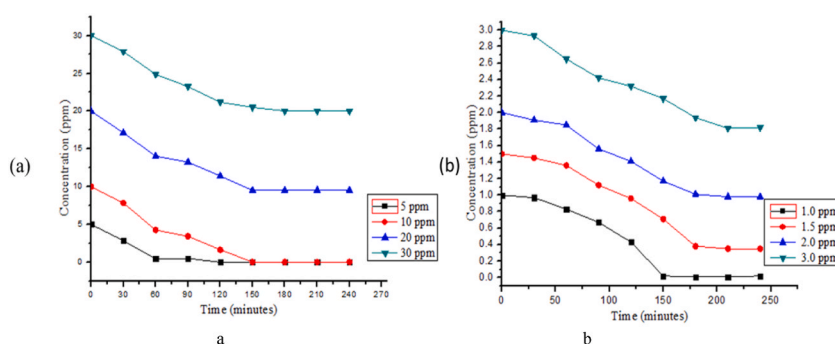 (a)
Concentration (ppm)
30
25
20
15
10
5
0
0 30 60 90 120 150 180 210 240 270
Time (minutes)
5 ppm
10 ppm
20 ppm
30 ppm
a
(b)
Concentration (ppm)
3.0
2.8
2.6
2.4
2.2
2.0
1.8
1.6
1.4
1.2
1.0
0.8
0.6
0.4
0.2
0.0
0 50 100 150 200 250
Time (minutes)
1.0 ppm
1.5 ppm
2.0 ppm
3.0 ppm
b